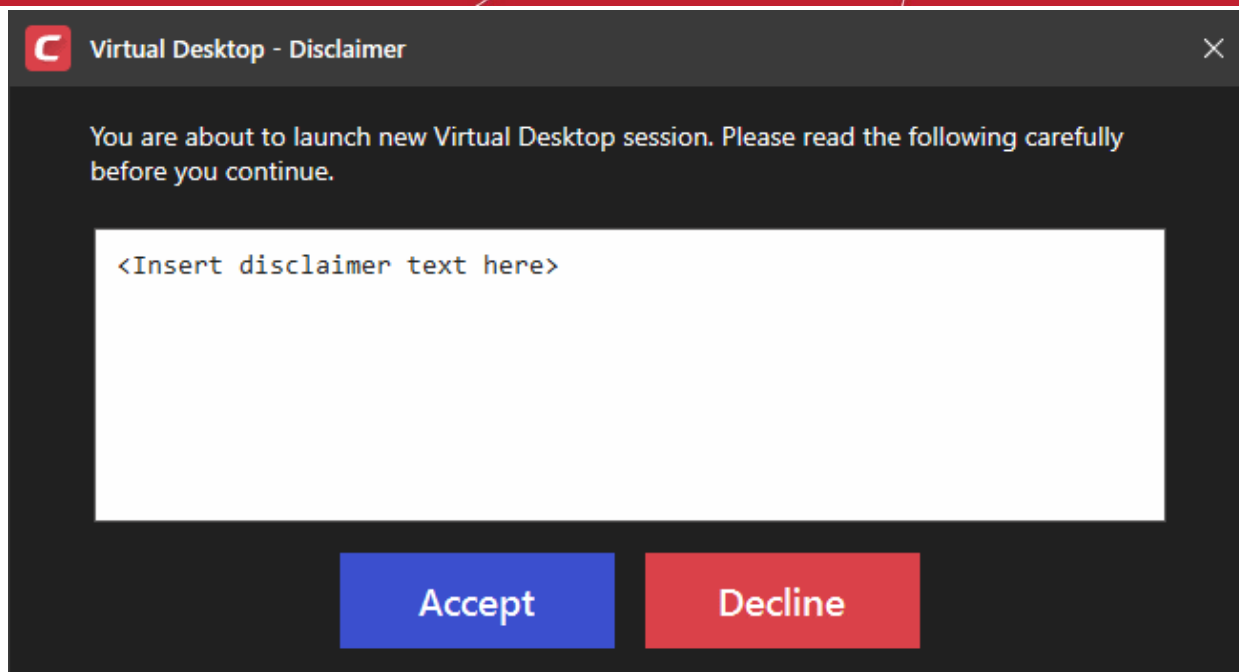 Virtual Desktop - Disclaimer
You are about to launch new Virtual Desktop session. Please read the following carefully
before you continue.
<Insert disclaimer text here>
Accept
Decline